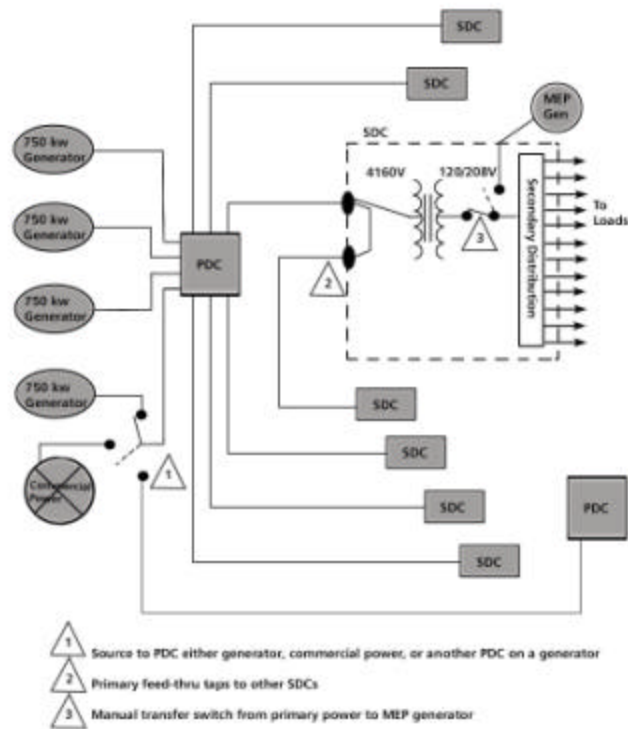 SDC
SDC
MEP
Gen
SDC
750 kw
Generator
4160V
120/208V
Secondary Distribution
To
Loads
750 kw
Generator
PDC
3
2
750 kw
Generator
750 kw
Generator
SDC
SDC
1
Commercial
Power
SDC
PDC
SDC
1 Source to PDC either generator, commercial power, or another PDC on a generator
2 Primary feed-thru taps to other SDCs
3 Manual transfer switch from primary power to MEP generator